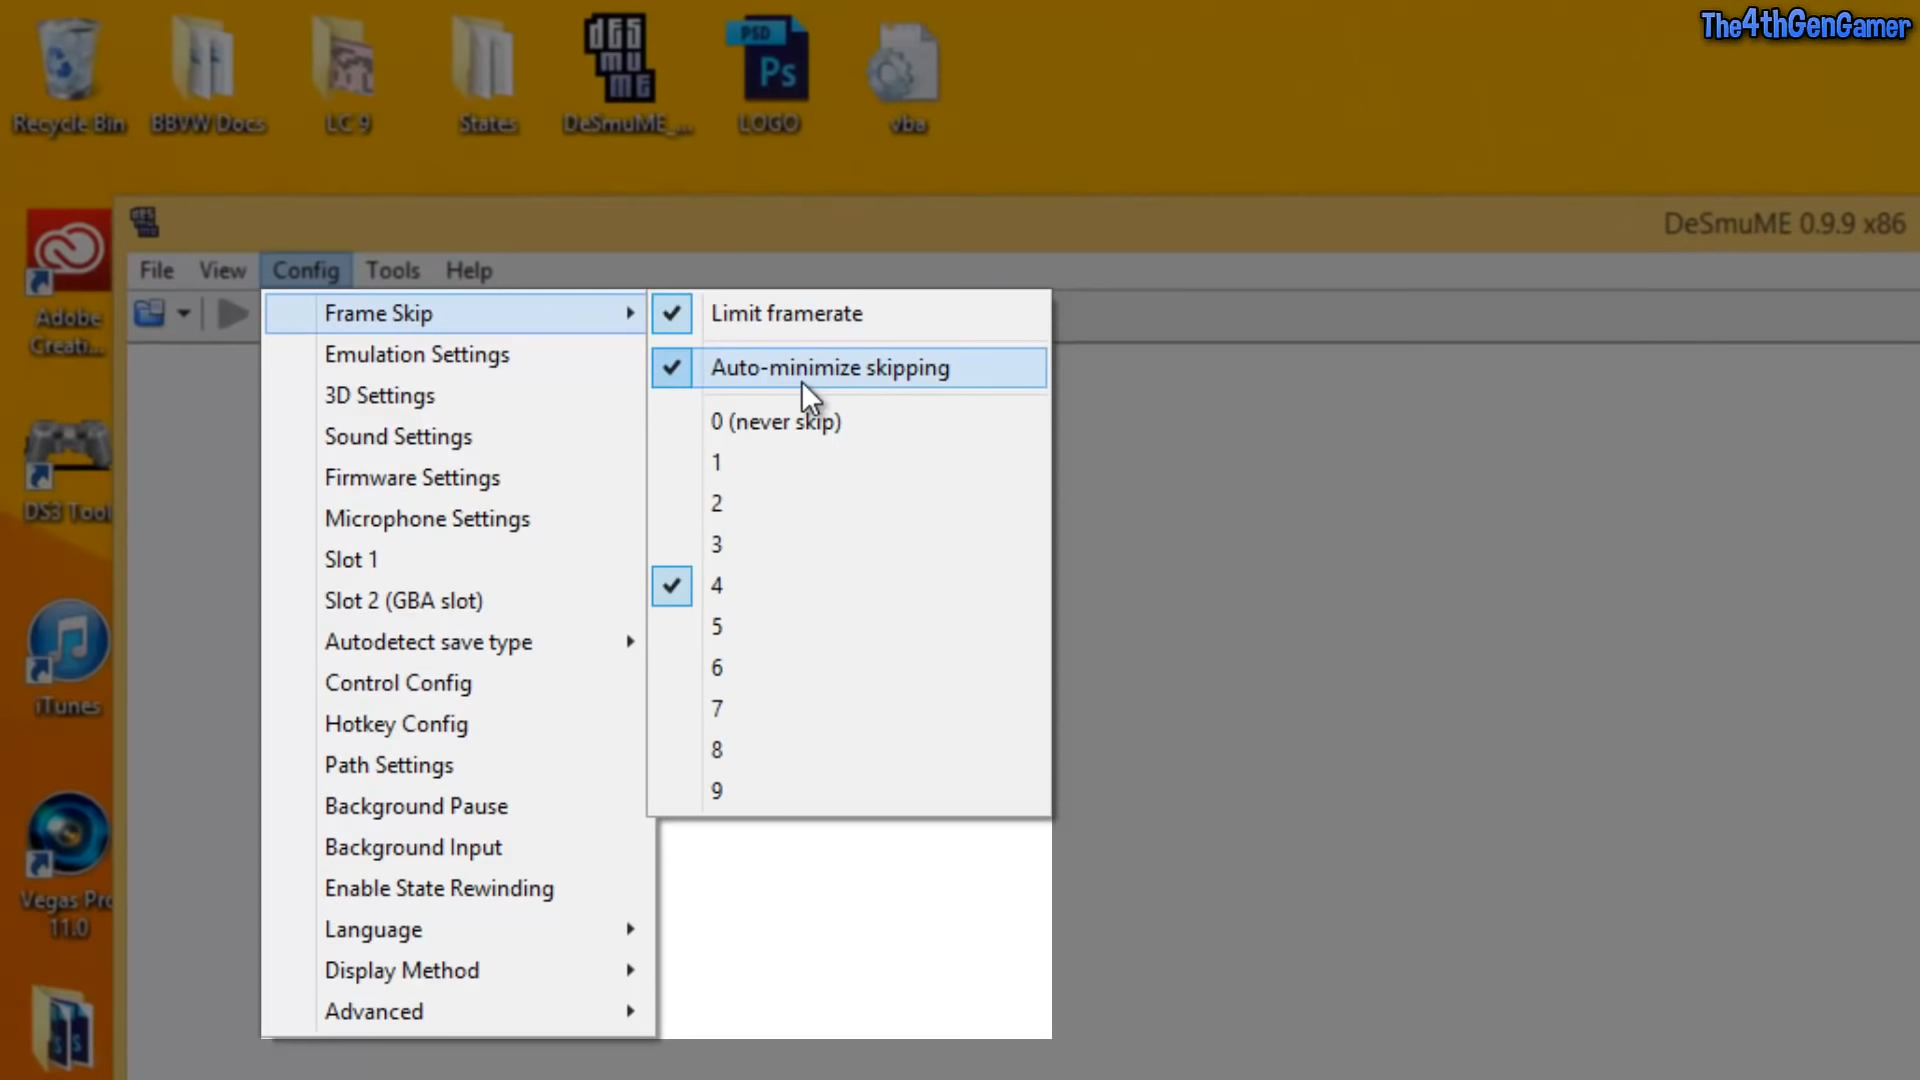 The4thGenGamer
DES
MU
ME
PSD
Ps
Recycle Bin
BBVW Docs
LC 9
States
DeSmuME_...
LOGO
vba
DeSmuME 0.9.9 x86
File
View
Config
Tools
Help
Adobe
Creati...
DS3 Tool
iTunes
Vegas Pro
11.0
Frame Skip
Emulation Settings
3D Settings
Sound Settings
Firmware Settings
Microphone Settings
Slot 1
Slot 2 (GBA slot)
Autodetect save type
Control Config
Hotkey Config
Path Settings
Background Pause
Background Input
Enable State Rewinding
Language
Display Method
Advanced
Limit framerate
Auto-minimize skipping
0 (never skip)
1
2
3
4
5
6
7
8
9